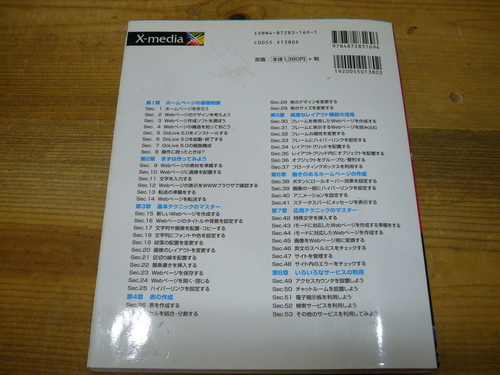 X-media
ISBN4-87283-169-1
C0055 ¥1380E
定価 本体1,380円 +税
9784872831696
1920055013802
第1章 ホームページの基礎知識
Sec. 1 ホームページを作ろう
Sec. 2 Webページのデザインを考えよう
Sec. 3 Webページ作成ソフトを選ぼう
Sec. 4 Webページの構造を知っておこう
Sec. 5 GoLive 5.0をインストールする
Sec. 6 GoLive 5.0を起動・終了する
Sec. 7 GoLive 5.0の画面構成
Sec. 8 操作に困ったときは?
第2章 まずは作ってみよう
Sec. 9 Webページの素材を準備する
Sec.10 Webページに画像を配置する
Sec.11 文字を入力する
Sec.12 Webページの表示をWWWブラウザで確認する
Sec.13 転送の準備をする
Sec.14 Webページを転送する
第3章 基本テクニックのマスター
Sec.15 新しいWebページを作成する
Sec.16 Webページのタイトルや背景を設定する
Sec.17 文字列や画像を配置・コピーする
Sec.18 文字列にフォントや色を設定する
Sec.19 段落の配置を変更する
Sec.20 画像のレイアウトを変更する
Sec.21 区切り線を配置する
Sec.22 箇条書きを挿入する
Sec.23 Webページを保存する
Sec.24 Webページを開く・閉じる
Sec.25 ハイパーリンクを設定する
第4章 表の作成
Sec.26 表を作成する
セルを結合・分割する
Sec.28 表のデザインを変更する
Sec.29 表のサイズを変更する
第5章 高度なレイアウト機能の活用
Sec.30 フレームを使用したWebページを作成する
Sec.31 フレームに表示するWebページを読み込む
Sec.32 フレームの属性を変更する
Sec.33 フレームにハイパーリンクを設定する
Sec.34 レイアウトグリッドを配置する
Sec.35 レイアウトグリッド内にオブジェクトを配置する
Sec.36 オブジェクトをグループ化・整列する
Sec.37 フローティングボックスを利用する
第6章 動きのあるホームページの作成
Sec.38 ボタンにロールオーバー効果を設定する
Sec.39 画像の一部にハイパーリンクを設定する
Sec.40 アニメーションを設定する
Sec.41 ステータスバーにメッセージを表示する
第7章 応用テクニックのマスター
Sec.42 特殊文字を挿入する
Sec.43 iモードに対応したWebページを作成する準備をする
Sec.44 iモードに対応したWebページを作成する
Sec.45 画像をWebページ用に変換する
Sec.46 英文のスペルミスをチェックする
Sec.47 サイトを管理する
Sec.48 サイト内のエラーをチェックする
第8章 いろいろなサービスの利用
Sec.49 アクセスカウンタを設置しよう
Sec.50 チャットルームを設置しよう
Sec.51 電子掲示板を利用しよう
Sec.52 検索サービスを利用しよう
Sec.53 その他のサービスを利用してみよう